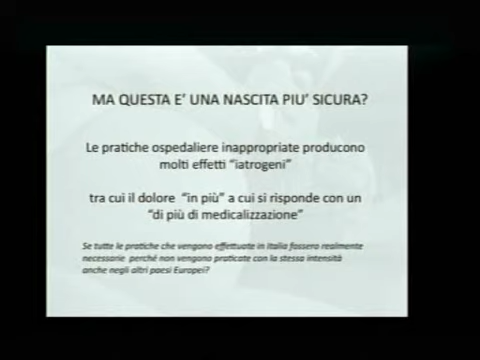 MA QUESTA E' UNA NASCITA PIU' SICURA?
Le pratiche ospedaliere inappropriate producono
molti effetti "iatrogeni"
tra cui il dolore "in più" a cui si risponde con un
"di più di medicalizzazione"
Se tutte le pratiche che vengono effettuate in Italia fossero realmente
necessarie perché non vengono praticate con la stessa intensità
anche negli altri paesi Europei?